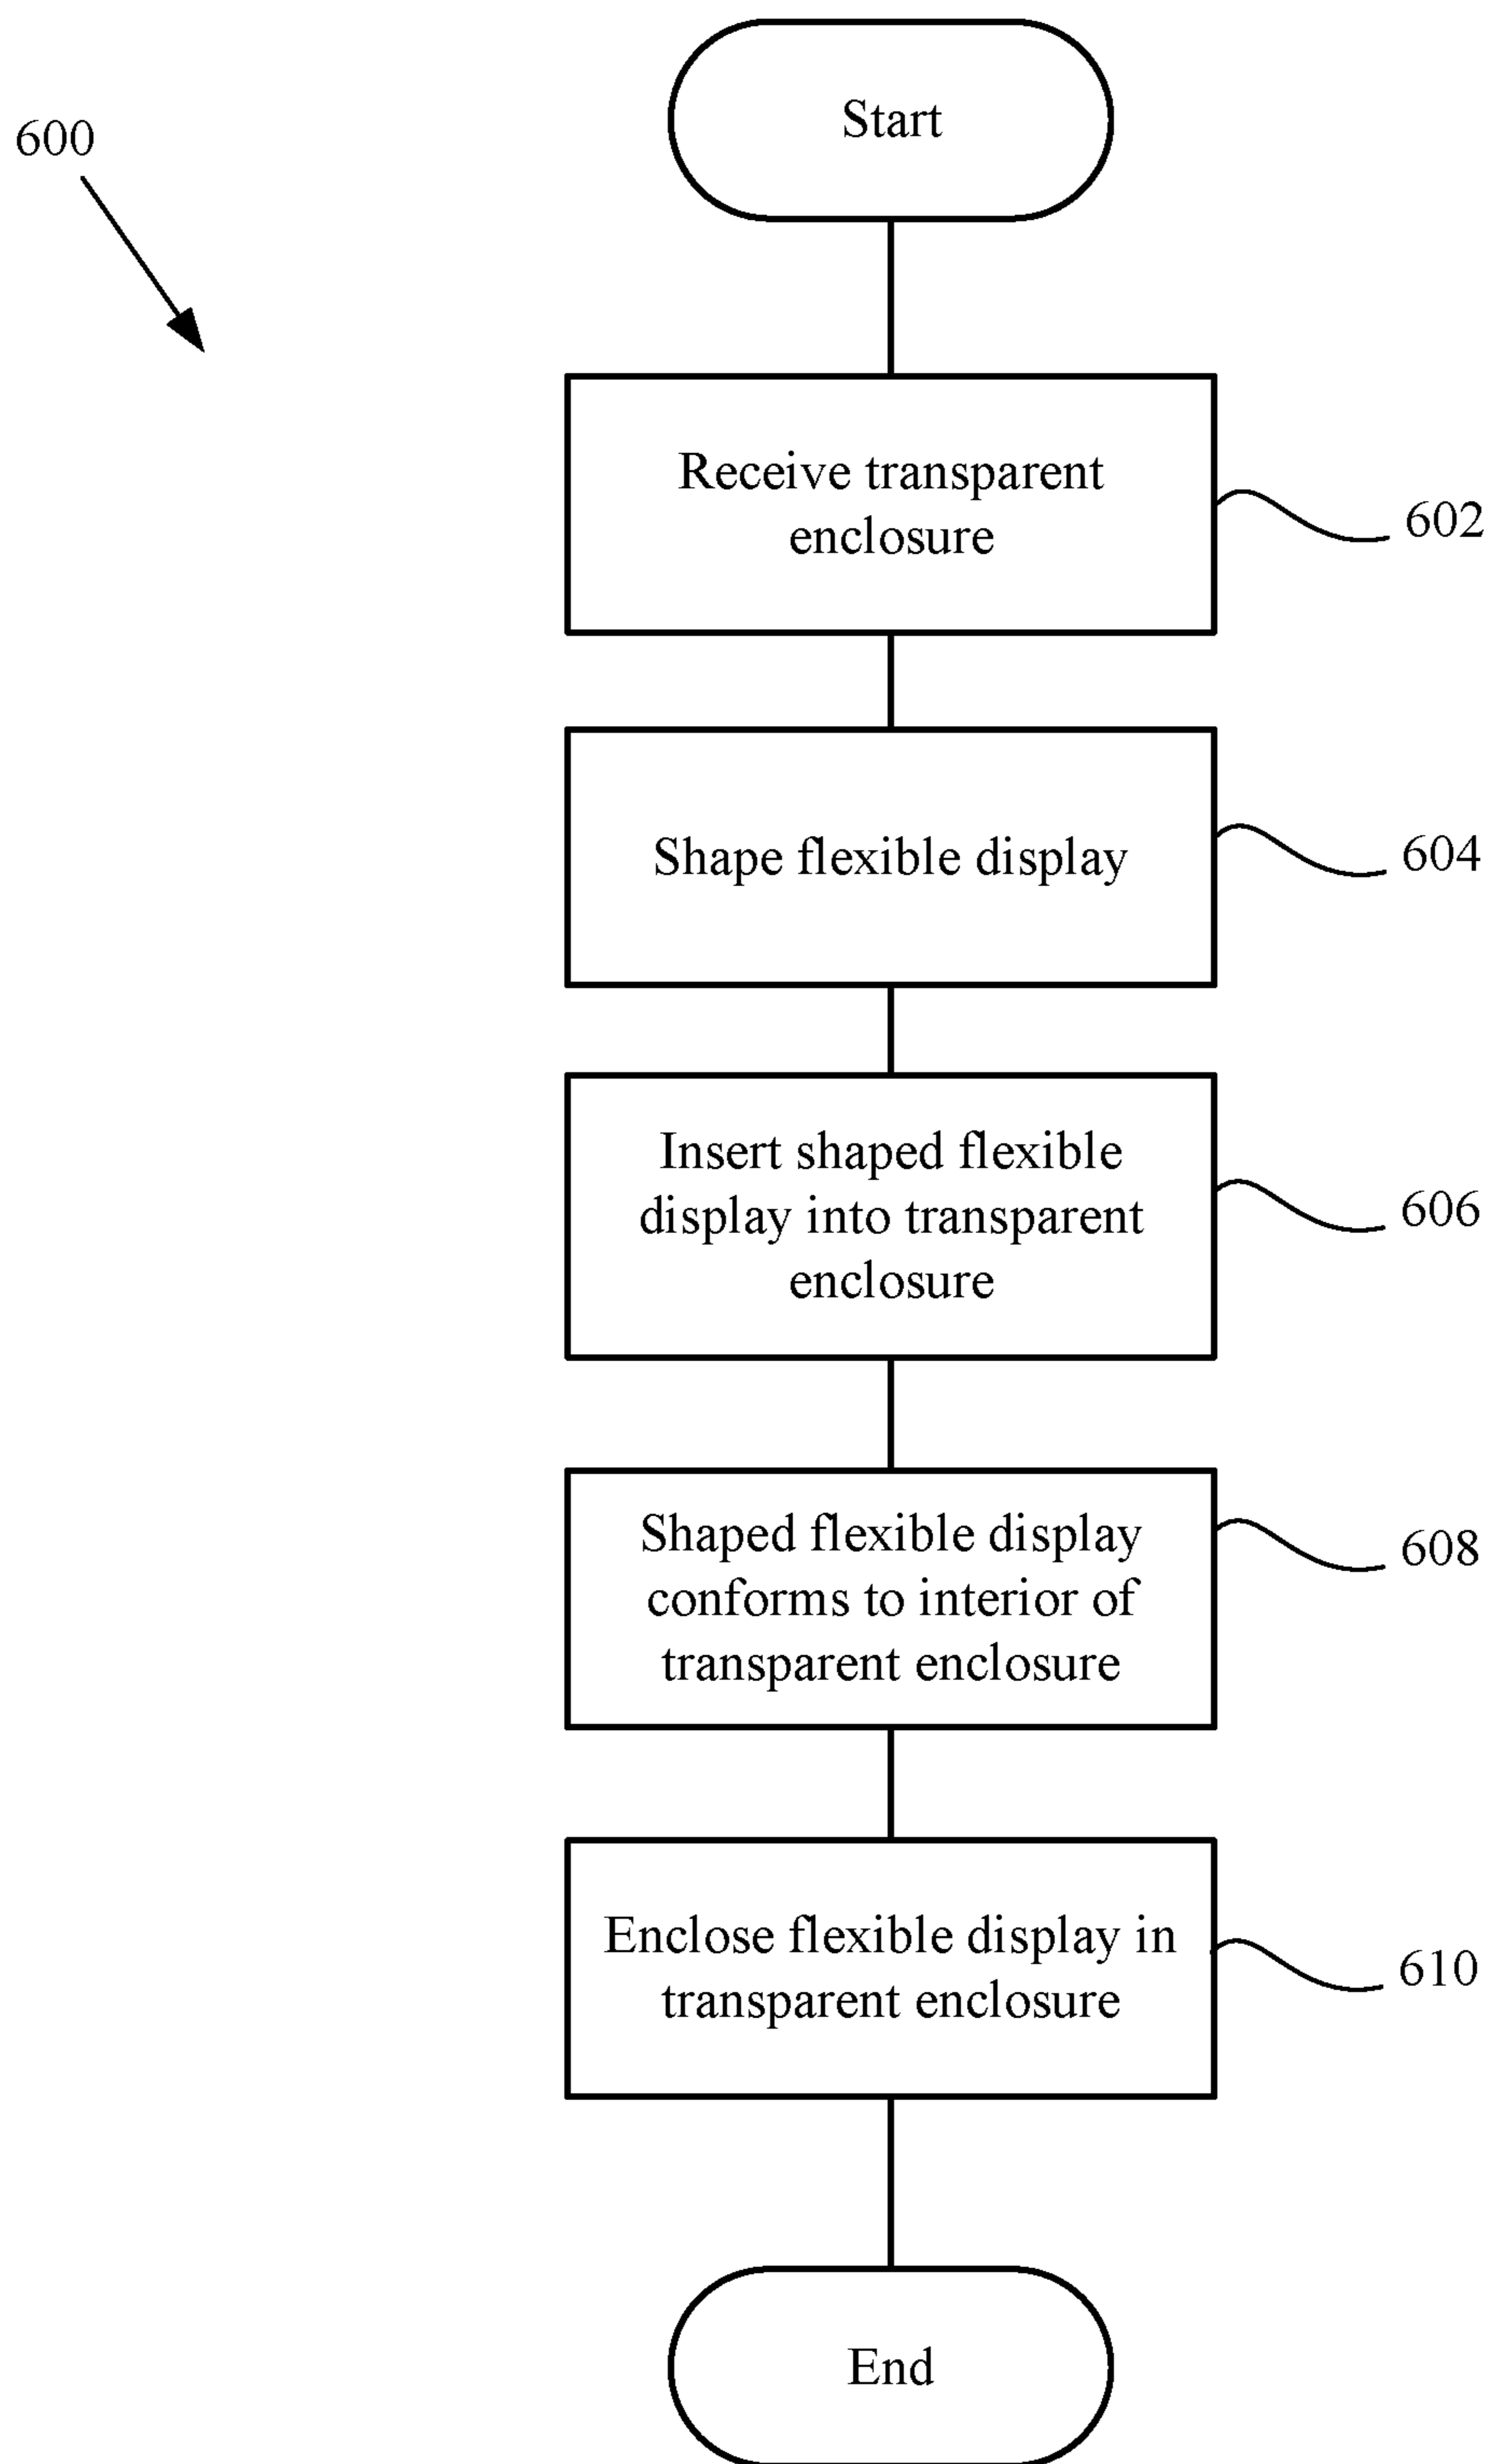 600
Start
Receive transparent
enclosure
602
Shape flexible display
604
Insert shaped flexible
display into transparent
enclosure
606
Shaped flexible display
conforms to interior of
transparent enclosure
608
Enclose flexible display in
transparent enclosure
610
End